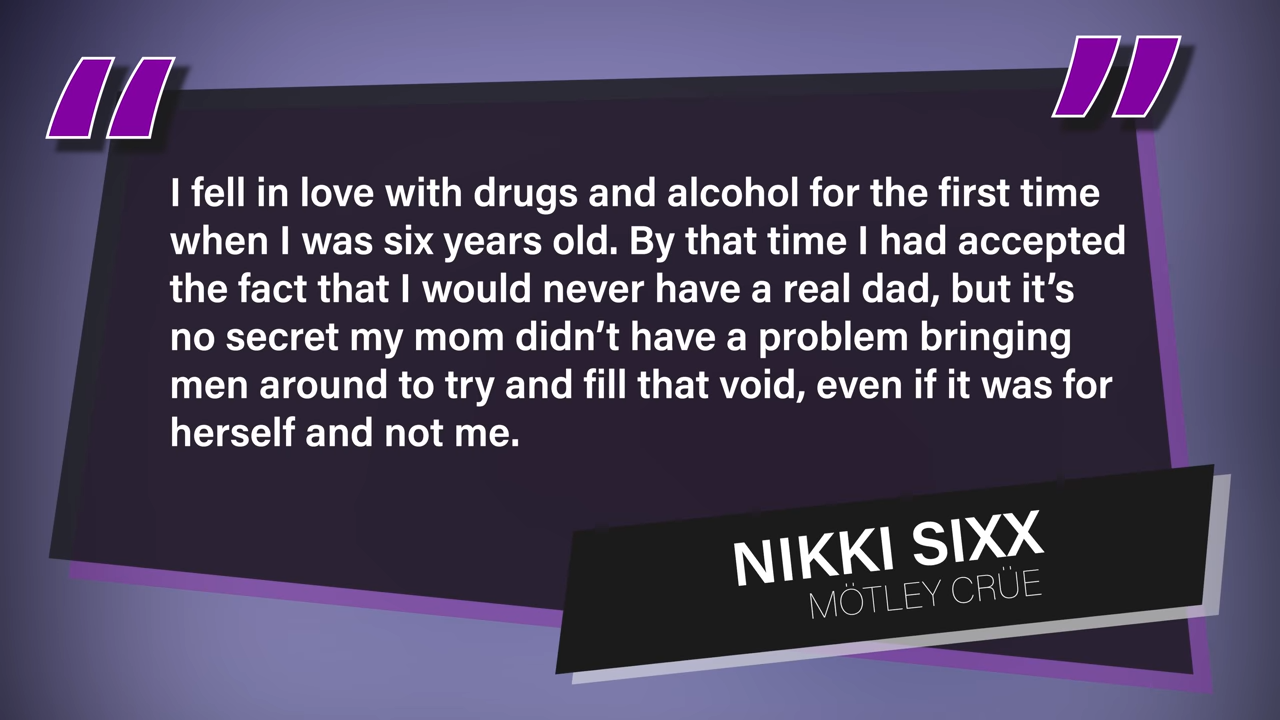 “ ”
I fell in love with drugs and alcohol for the first time
when I was six years old. By that time I had accepted
the fact that I would never have a real dad, but it’s
no secret my mom didn’t have a problem bringing
men around to try and fill that void, even if it was for
herself and not me.
NIKKI SIXX
MÖTLEY CRÜE